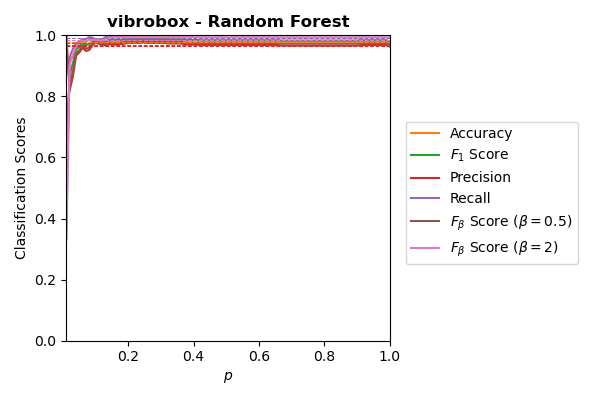 vibrobox - Random Forest
Classification Scores
1.0
0.8
0.6
0.4
0.2
0.0
0.2 0.4 0.6 0.8 1.0
p
Accuracy
F₁ Score
Precision
Recall
Fᵦ Score (β = 0.5)
Fᵦ Score (β = 2)